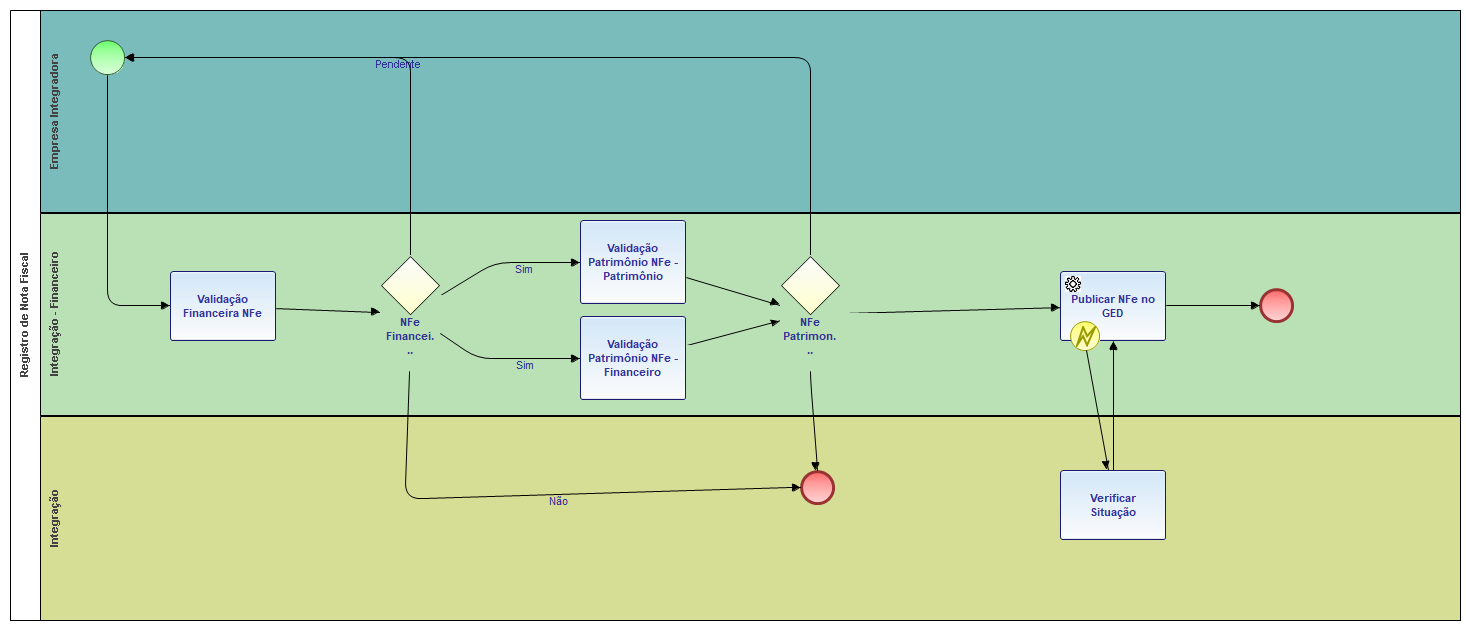 Registro de Nota Fiscal
Empresa Integradora
Pendente
Integração - Financeiro
Validação
Financeira NFe
NFe
Financei.
..
Sim
Sim
Validação
Patrimônio NFe -
Patrimônio
Validação
Patrimônio NFe -
Financeiro
NFe
Patrimon.
..
Publicar NFe no
GED
Integração
Não
Verificar
Situação